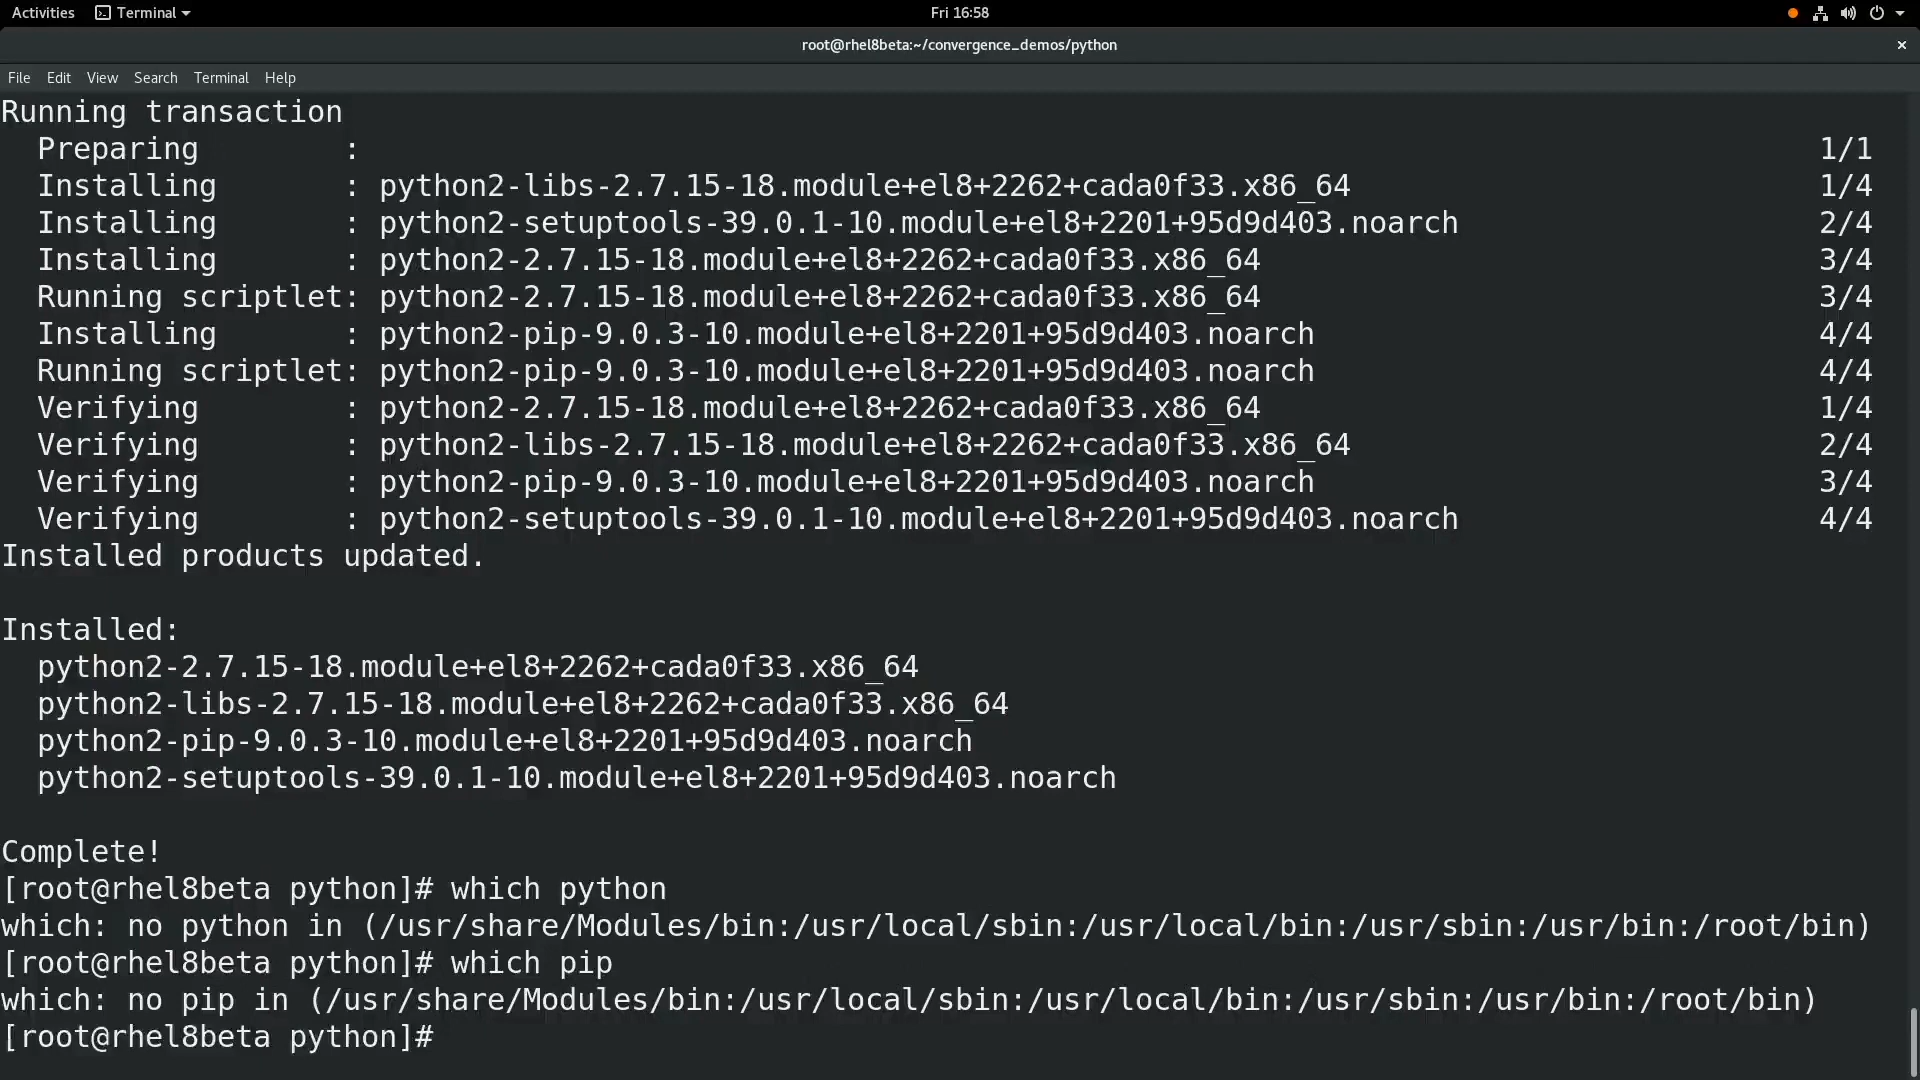 Activities Terminal Fri 16:58
root@rhel8beta:~/convergence_demos/python
File Edit View Search Terminal Help
Running transaction
  Preparing        :                                                                                 1/1
  Installing       : python2-libs-2.7.15-18.module+el8+2262+cada0f33.x86_64                          1/4
  Installing       : python2-setuptools-39.0.1-10.module+el8+2201+95d9d403.noarch                    2/4
  Installing       : python2-2.7.15-18.module+el8+2262+cada0f33.x86_64                               3/4
  Running scriptlet: python2-2.7.15-18.module+el8+2262+cada0f33.x86_64                               3/4
  Installing       : python2-pip-9.0.3-10.module+el8+2201+95d9d403.noarch                            4/4
  Running scriptlet: python2-pip-9.0.3-10.module+el8+2201+95d9d403.noarch                            4/4
  Verifying        : python2-2.7.15-18.module+el8+2262+cada0f33.x86_64                               1/4
  Verifying        : python2-libs-2.7.15-18.module+el8+2262+cada0f33.x86_64                          2/4
  Verifying        : python2-pip-9.0.3-10.module+el8+2201+95d9d403.noarch                            3/4
  Verifying        : python2-setuptools-39.0.1-10.module+el8+2201+95d9d403.noarch                    4/4
Installed products updated.

Installed:
  python2-2.7.15-18.module+el8+2262+cada0f33.x86_64
  python2-libs-2.7.15-18.module+el8+2262+cada0f33.x86_64
  python2-pip-9.0.3-10.module+el8+2201+95d9d403.noarch
  python2-setuptools-39.0.1-10.module+el8+2201+95d9d403.noarch

Complete!
[root@rhel8beta python]# which python
which: no python in (/usr/share/Modules/bin:/usr/local/sbin:/usr/local/bin:/usr/sbin:/usr/bin:/root/bin)
[root@rhel8beta python]# which pip
which: no pip in (/usr/share/Modules/bin:/usr/local/sbin:/usr/local/bin:/usr/sbin:/usr/bin:/root/bin)
[root@rhel8beta python]#